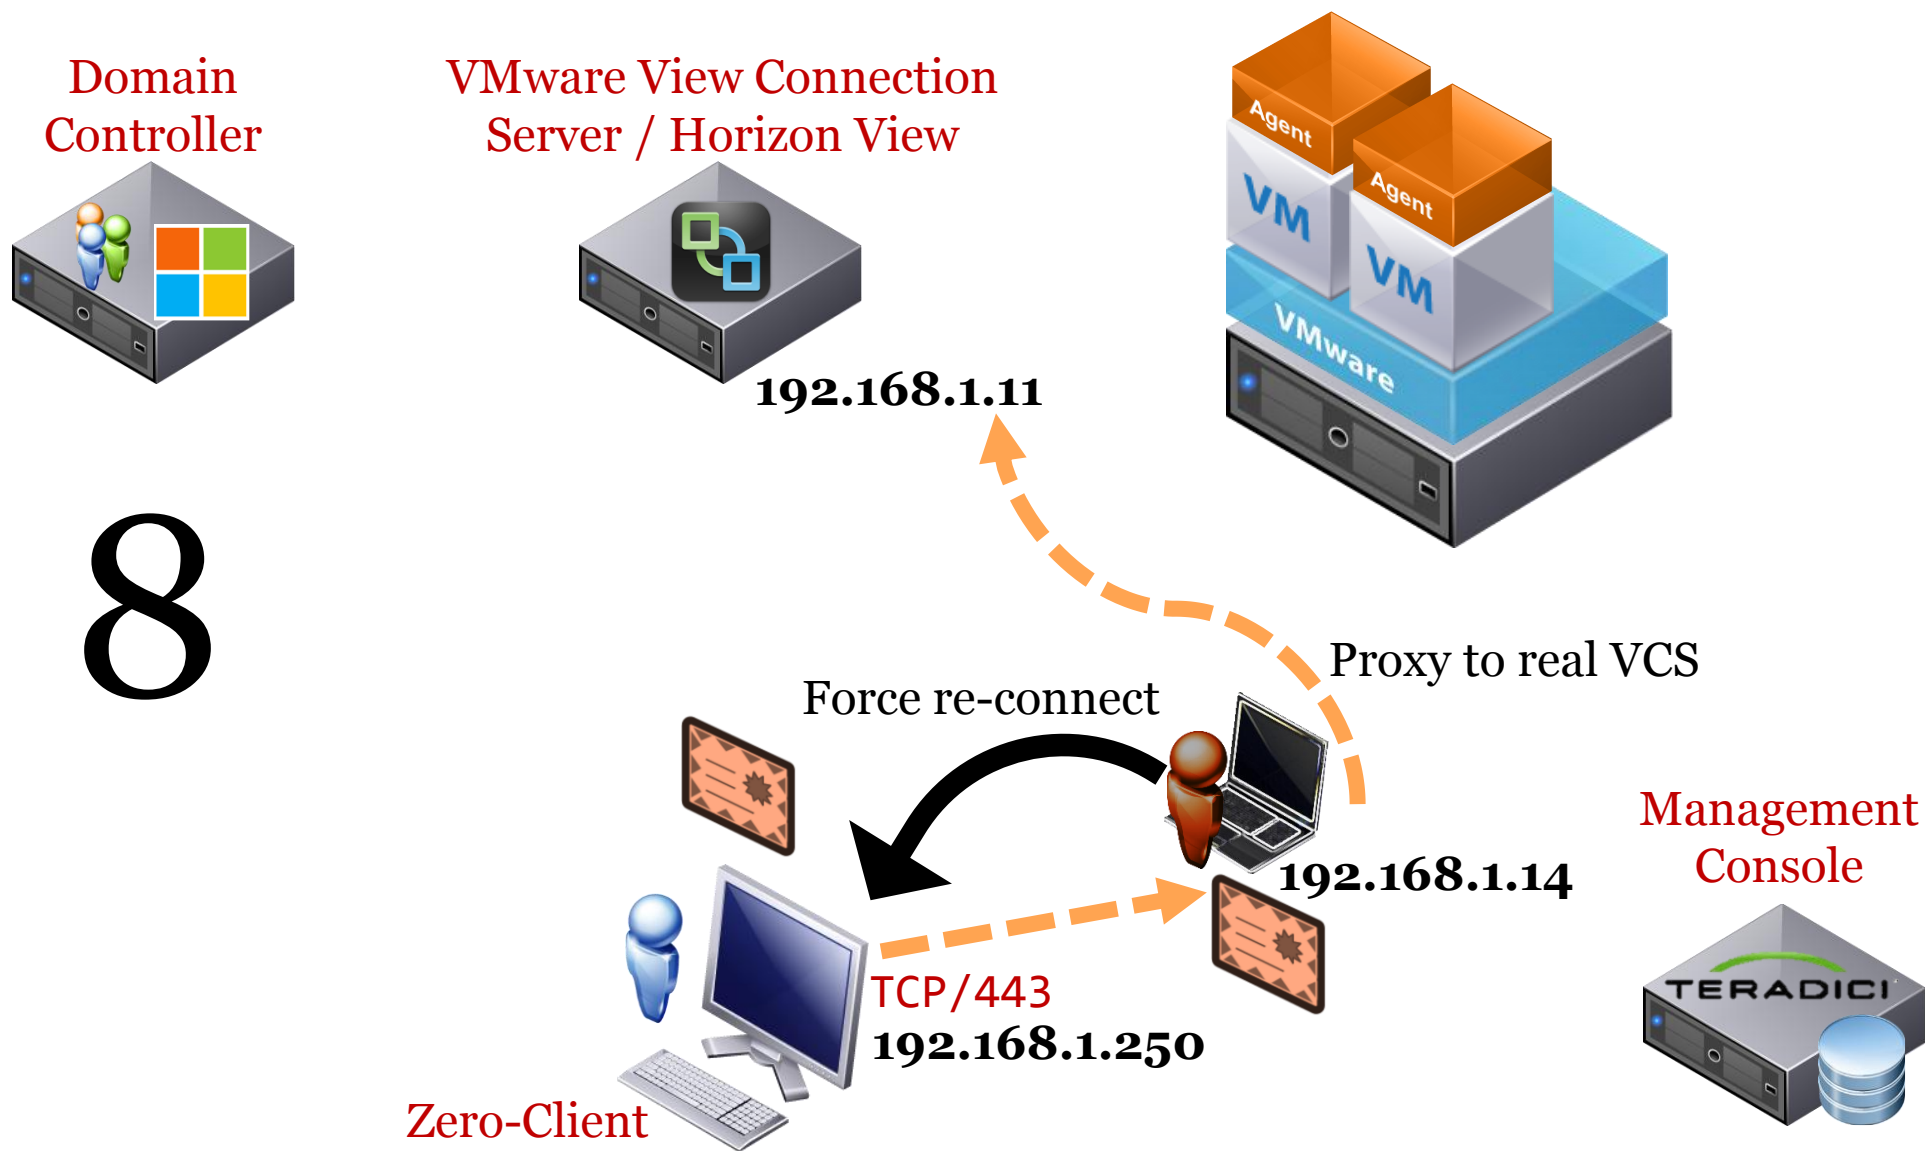 Domain
Controller
VMware View Connection
Server / Horizon View
Agent
Agent
VM
VM
VMware
192.168.1.11
8
Proxy to real VCS
Force re-connect
192.168.1.14
Management
Console
TERADICI
TCP/443
192.168.1.250
Zero-Client